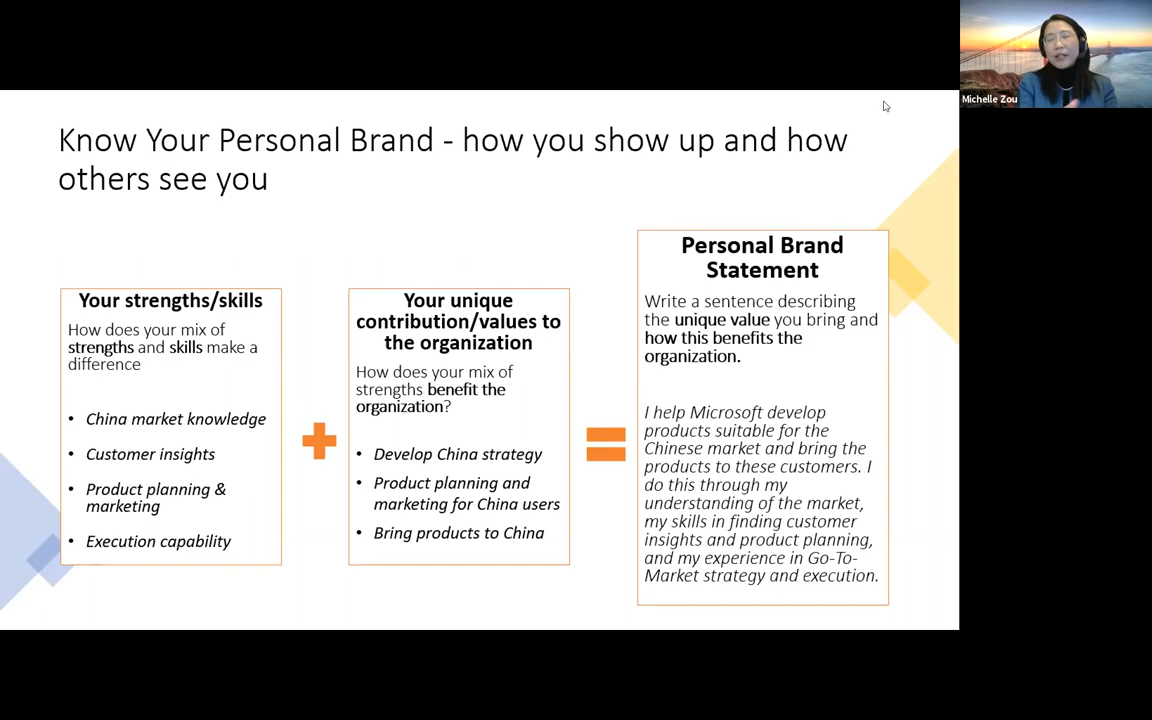 Michelle Zou
Know Your Personal Brand - how you show up and how
others see you
Your strengths/skills
How does your mix of
strengths and skills make a
difference
• China market knowledge
• Customer insights
• Product planning &
marketing
• Execution capability
Your unique
contribution/values to
the organization
How does your mix of
strengths benefit the
organization?
• Develop China strategy
• Product planning and
marketing for China users
• Bring products to China
Personal Brand
Statement
Write a sentence describing
the unique value you bring and
how this benefits the
organization.
I help Microsoft develop
products suitable for the
Chinese market and bring the
products to these customers. I
do this through my
understanding of the market,
my skills in finding customer
insights and product planning,
and my experience in Go-To-
Market strategy and execution.